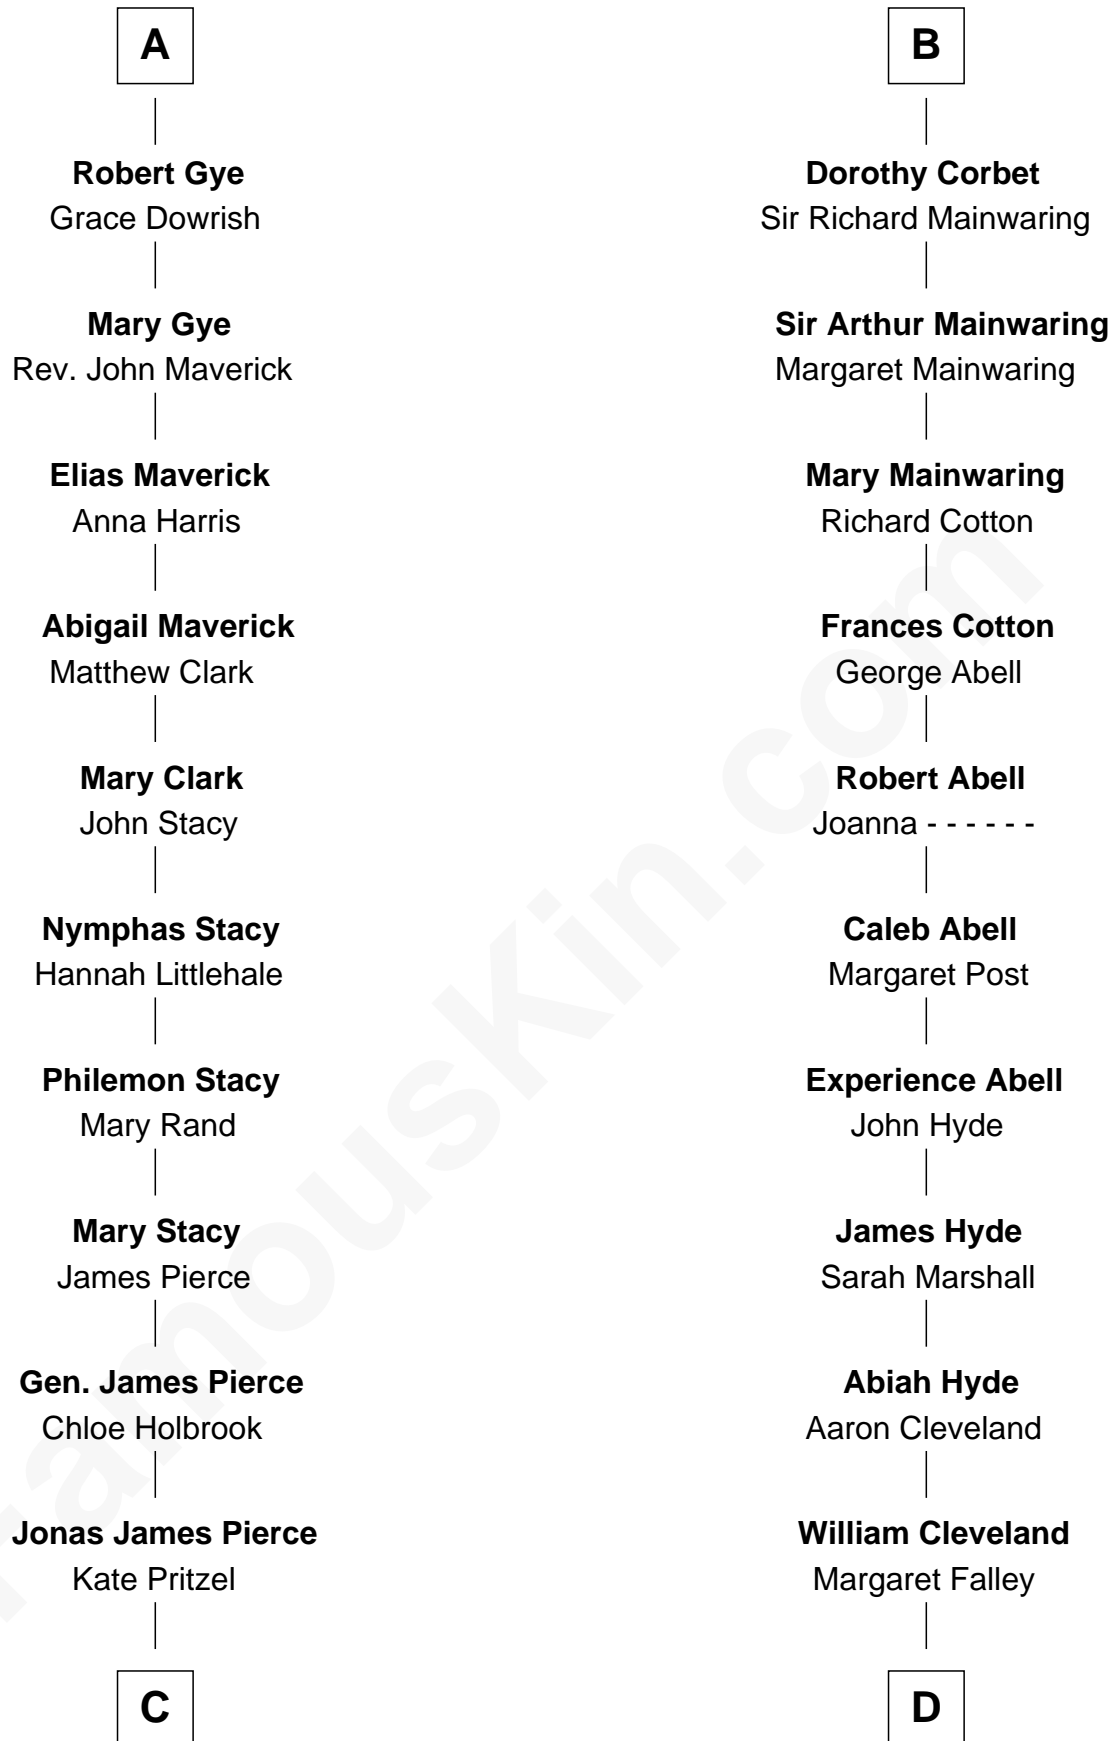 A
Robert Gye
Grace Dowrish
Mary Gye
Rev. John Maverick
Elias Maverick
Anna Harris
Abigail Maverick
Matthew Clark
Mary Clark
John Stacy
Nymphas Stacy
Hannah Littlehale
Philemon Stacy
Mary Rand
Mary Stacy
James Pierce
Gen. James Pierce
Chloe Holbrook
Jonas James Pierce
Kate Pritzel
C
B
Dorothy Corbet
Sir Richard Mainwaring
Sir Arthur Mainwaring
Margaret Mainwaring
Mary Mainwaring
Richard Cotton
Frances Cotton
George Abell
Robert Abell
Joanna - - - - - -
Caleb Abell
Margaret Post
Experience Abell
John Hyde
James Hyde
Sarah Marshall
Abiah Hyde
Aaron Cleveland
William Cleveland
Margaret Falley
D
FamousKin.com